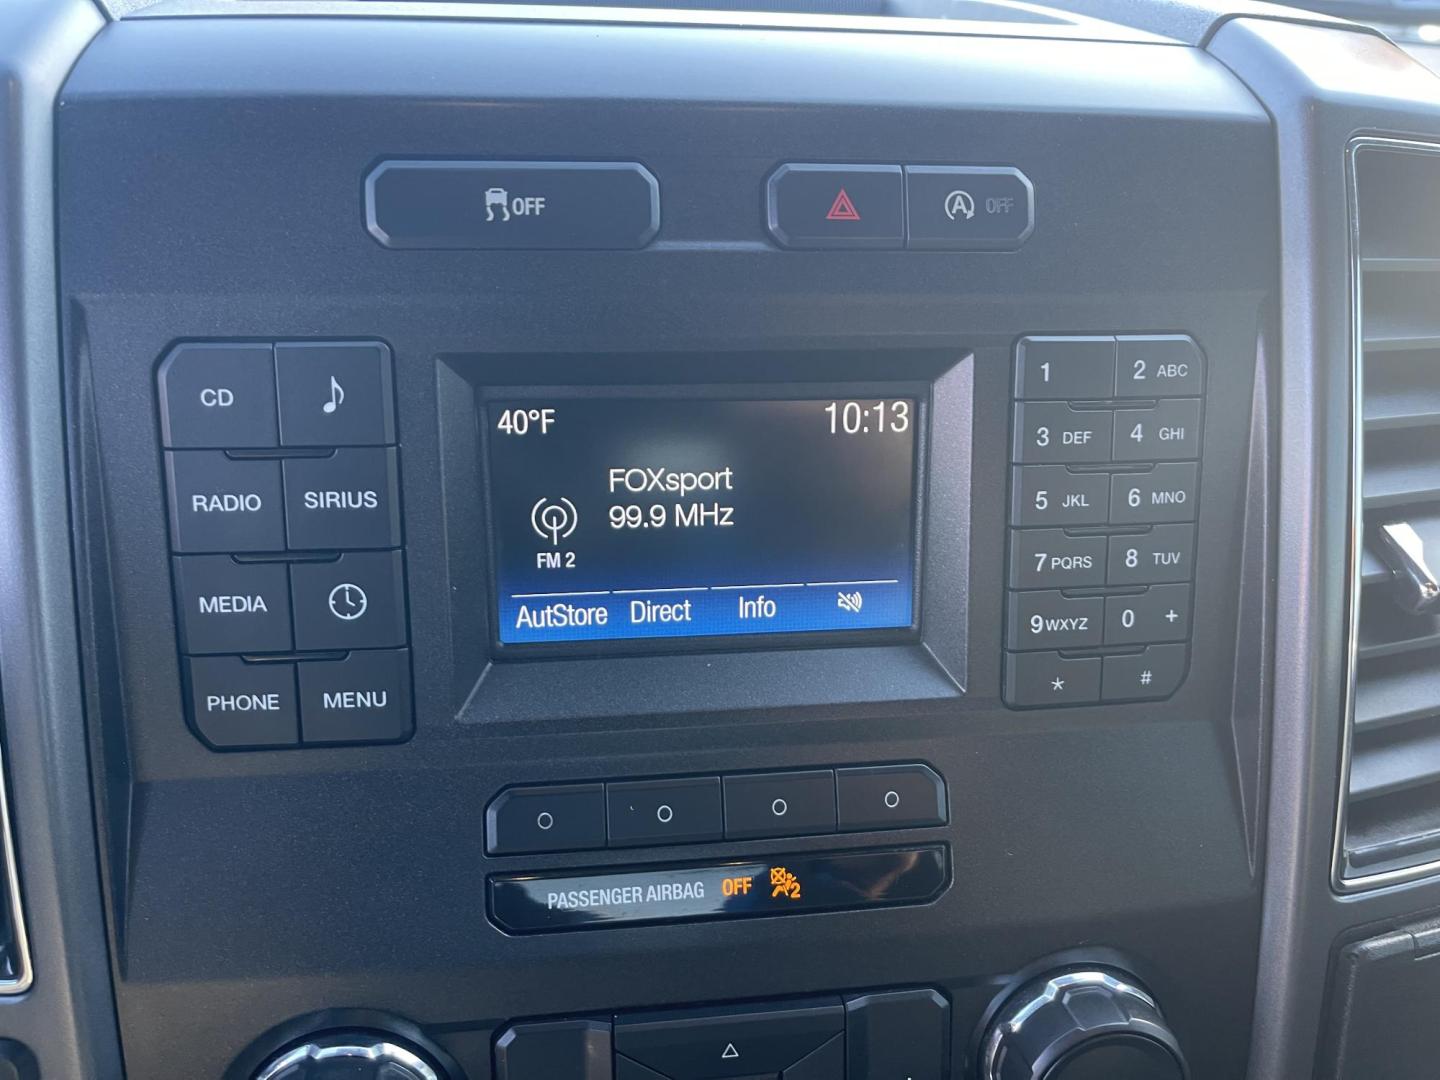 OFF
A OFF
CD
RADIO SIRIUS
MEDIA
PHONE MENU
40°F 10:13
FOXsport
99.9 MHz
FM 2
AutStore Direct Info
1 2 ABC
3 DEF 4 GHI
5 JKL 6 MNO
7 PQRS 8 TUV
9 WXYZ 0 +
* #
PASSENGER AIRBAG OFF 2